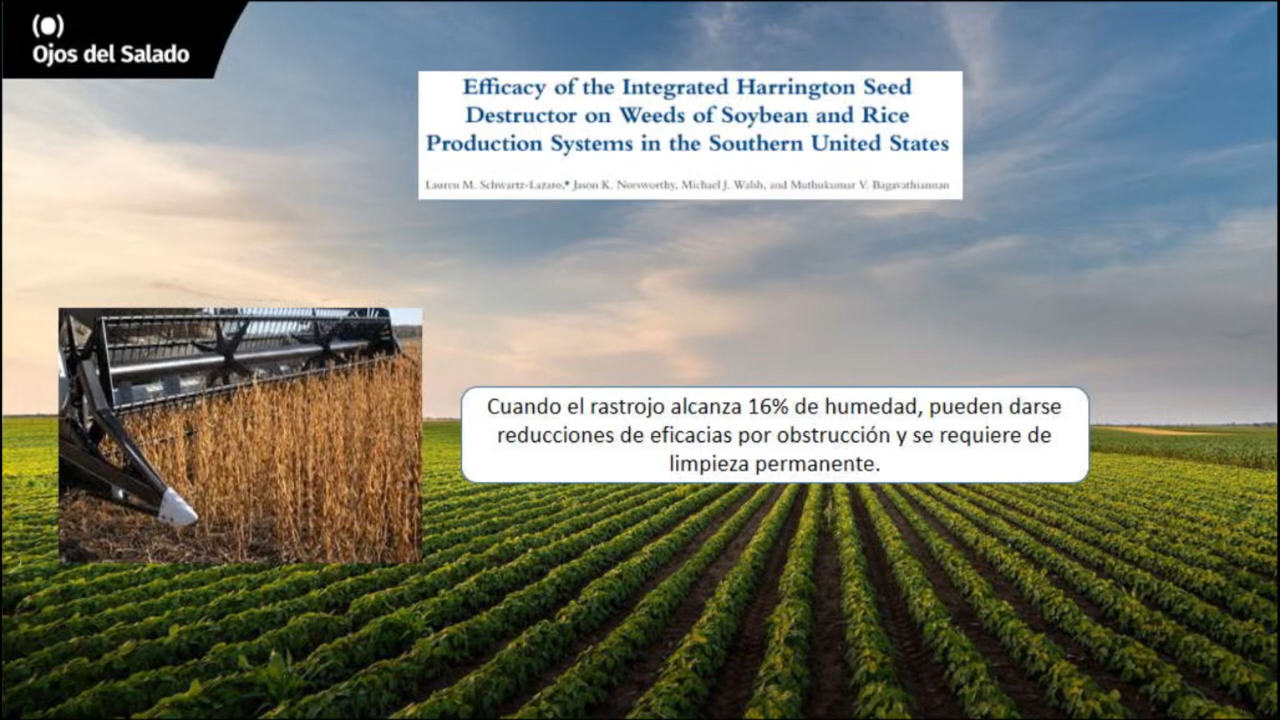 Ojos del Salado
Efficacy of the Integrated Harrington Seed
Destructor on Weeds of Soybean and Rice
Production Systems in the Southern United States
Lauren M. Schwartz-Lazaro,* Jason K. Norsworthy, Michael J. Walsh, and Muthukumar V. Bagavathiannan
Cuando el rastrojo alcanza 16% de humedad, pueden darse
reducciones de eficacias por obstrucción y se requiere de
limpieza permanente.